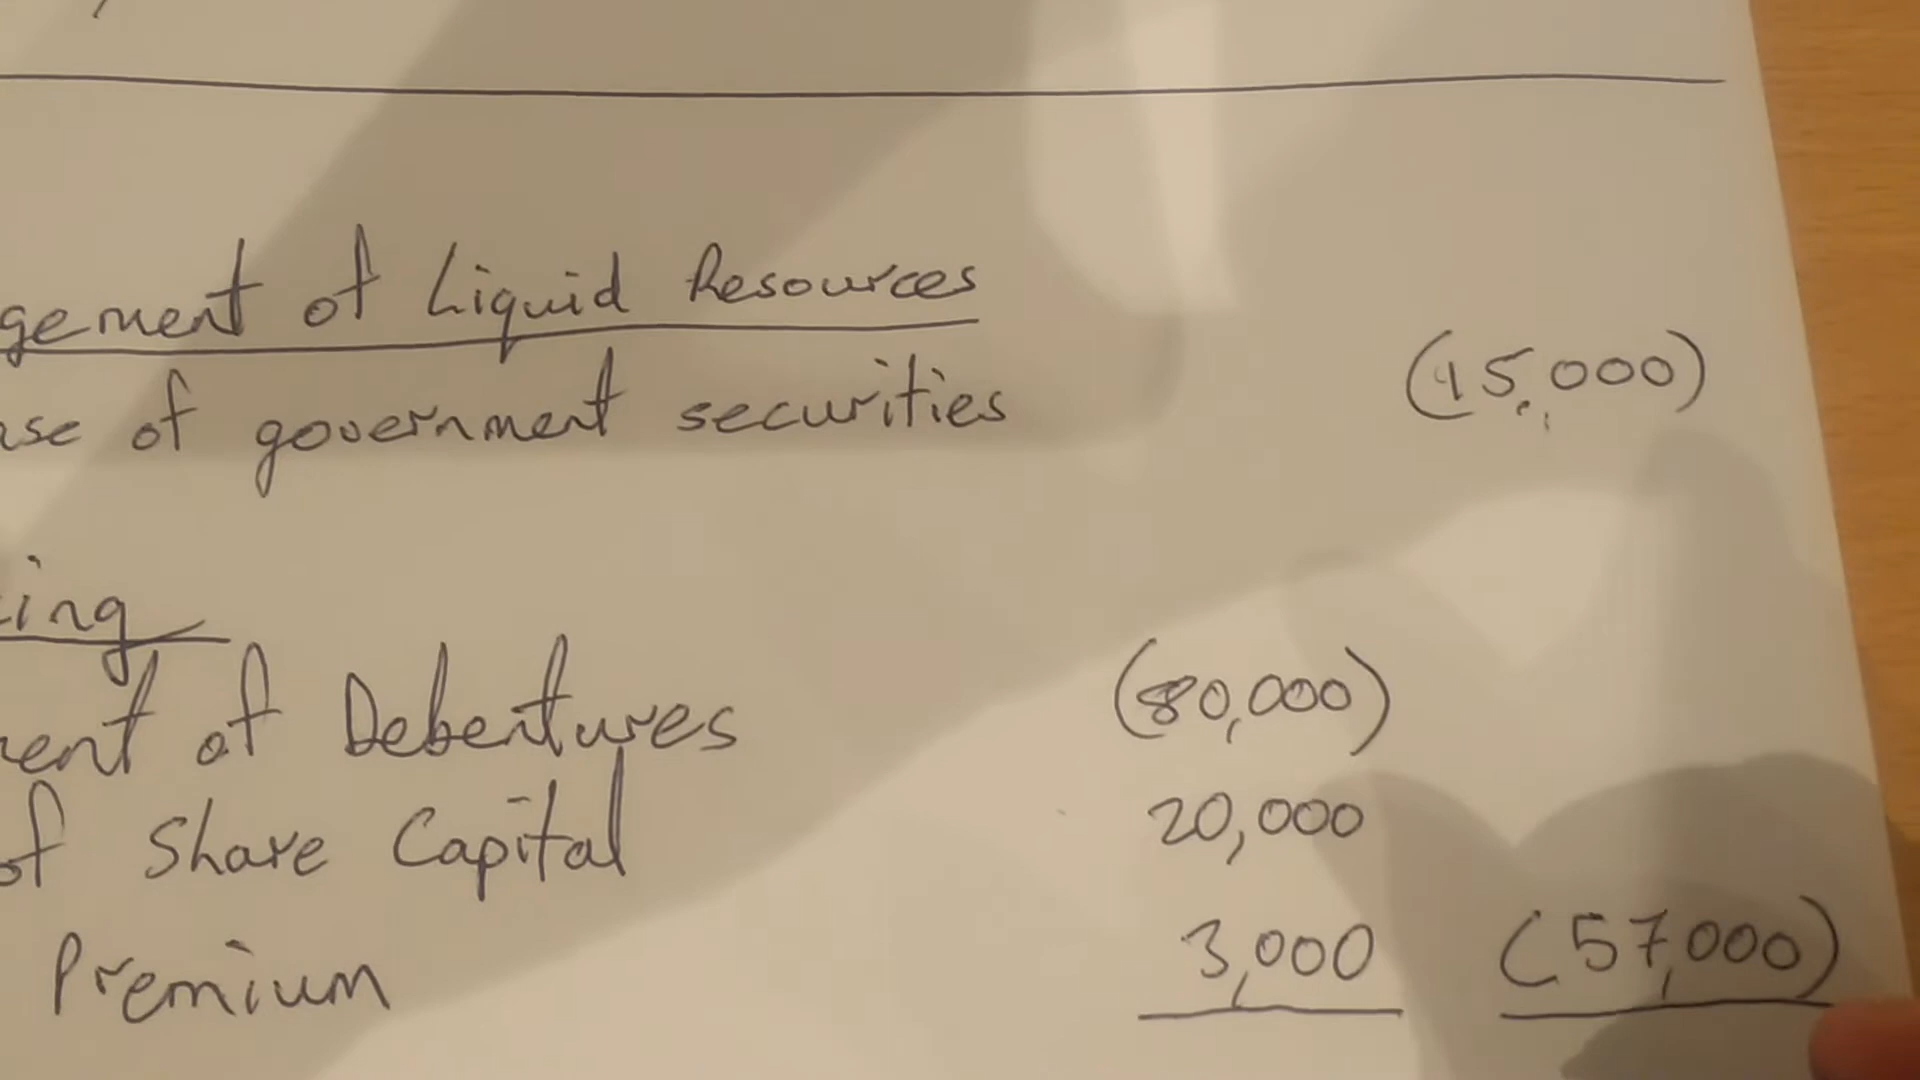 gement of Liquid Resources
ase of government securities (15,000)
ing
ent of Debentures (80,000)
of Share Capital 20,000
Premium 3,000 (57,000)